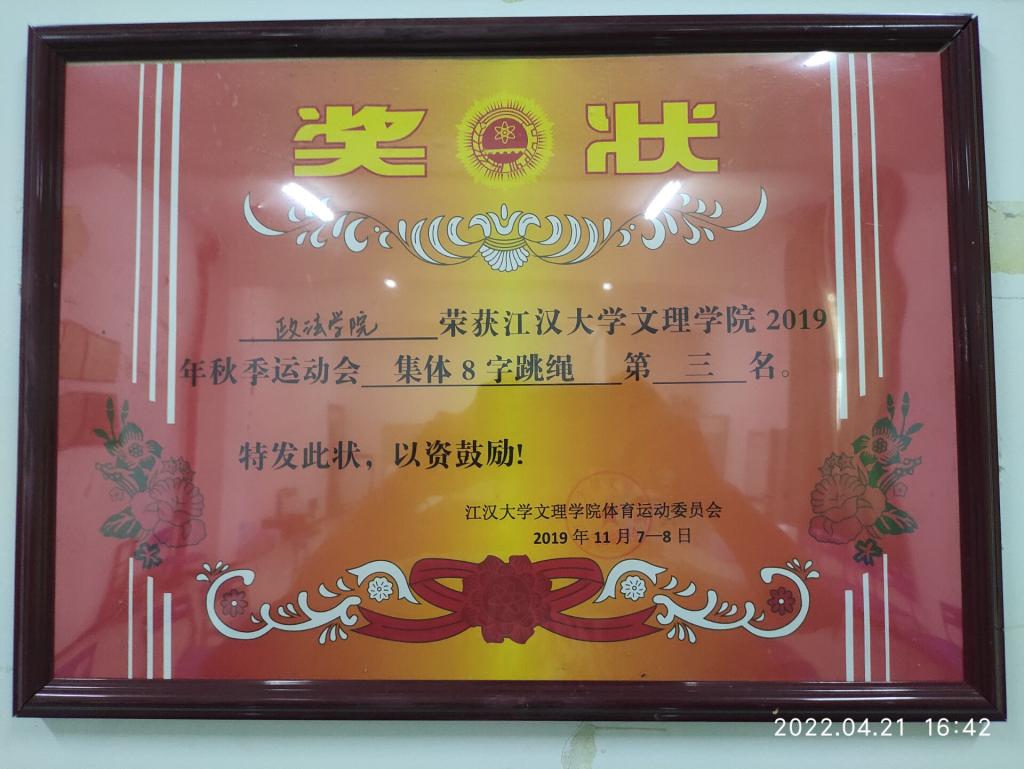 奖 状
政法学院 荣获江汉大学文理学院 2019
年秋季运动会 集体 8 字跳绳 第 三 名。
特发此状，以资鼓励!
江汉大学文理学院体育运动委员会
2019 年 11 月 7—8 日
2022.04.21 16:42